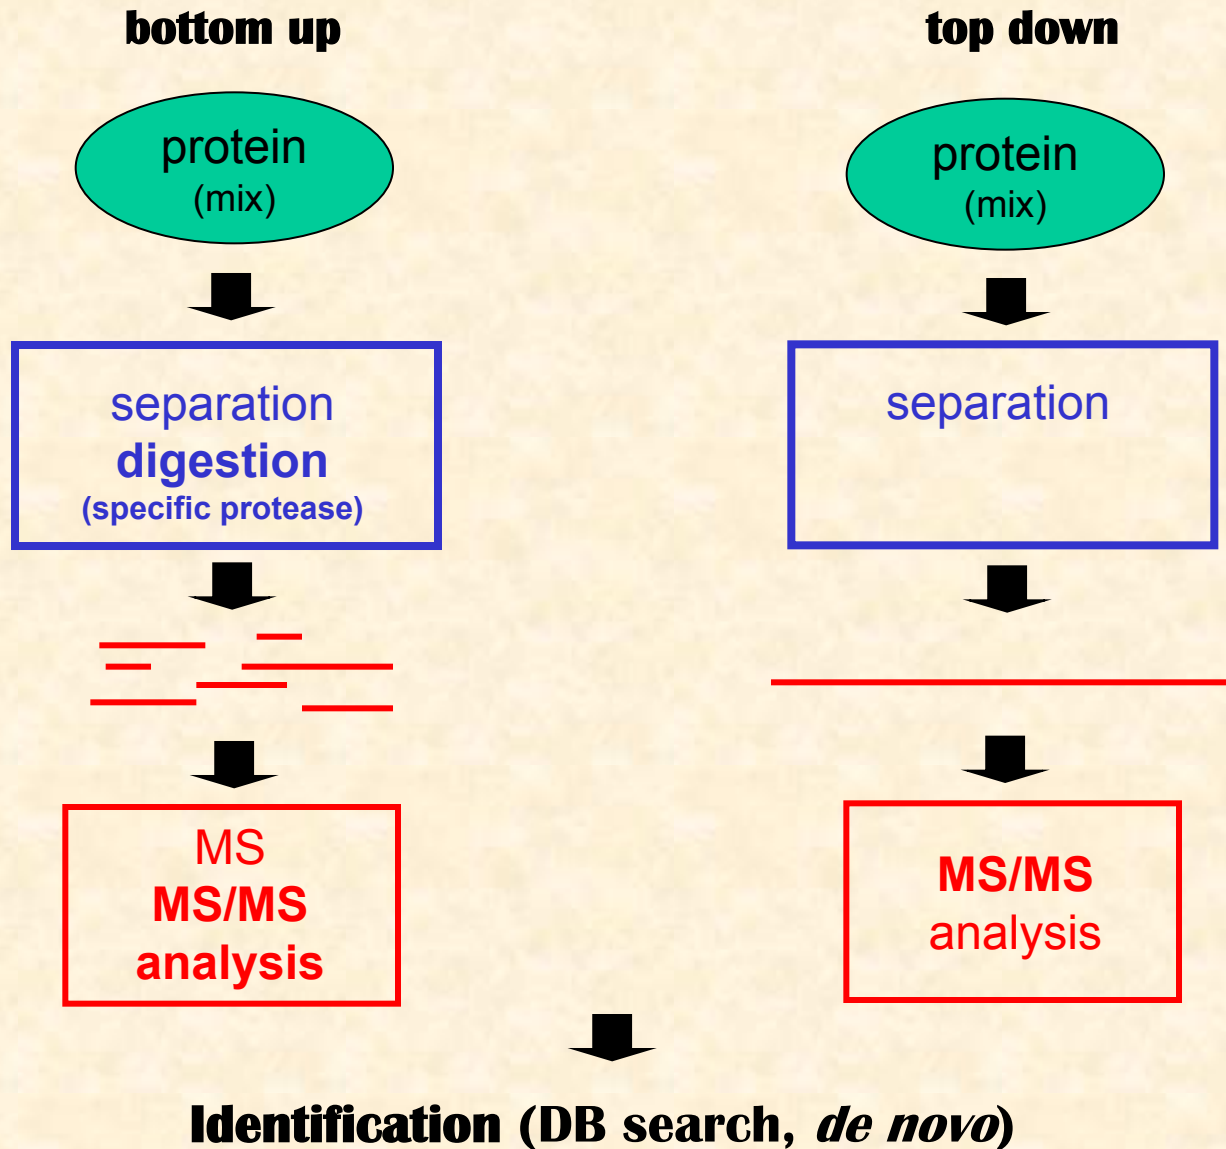 bottom up
protein
(mix)
separation
digestion
(specific protease)
MS
MS/MS
analysis
top down
protein
(mix)
separation
MS/MS
analysis
Identification (DB search, de novo)